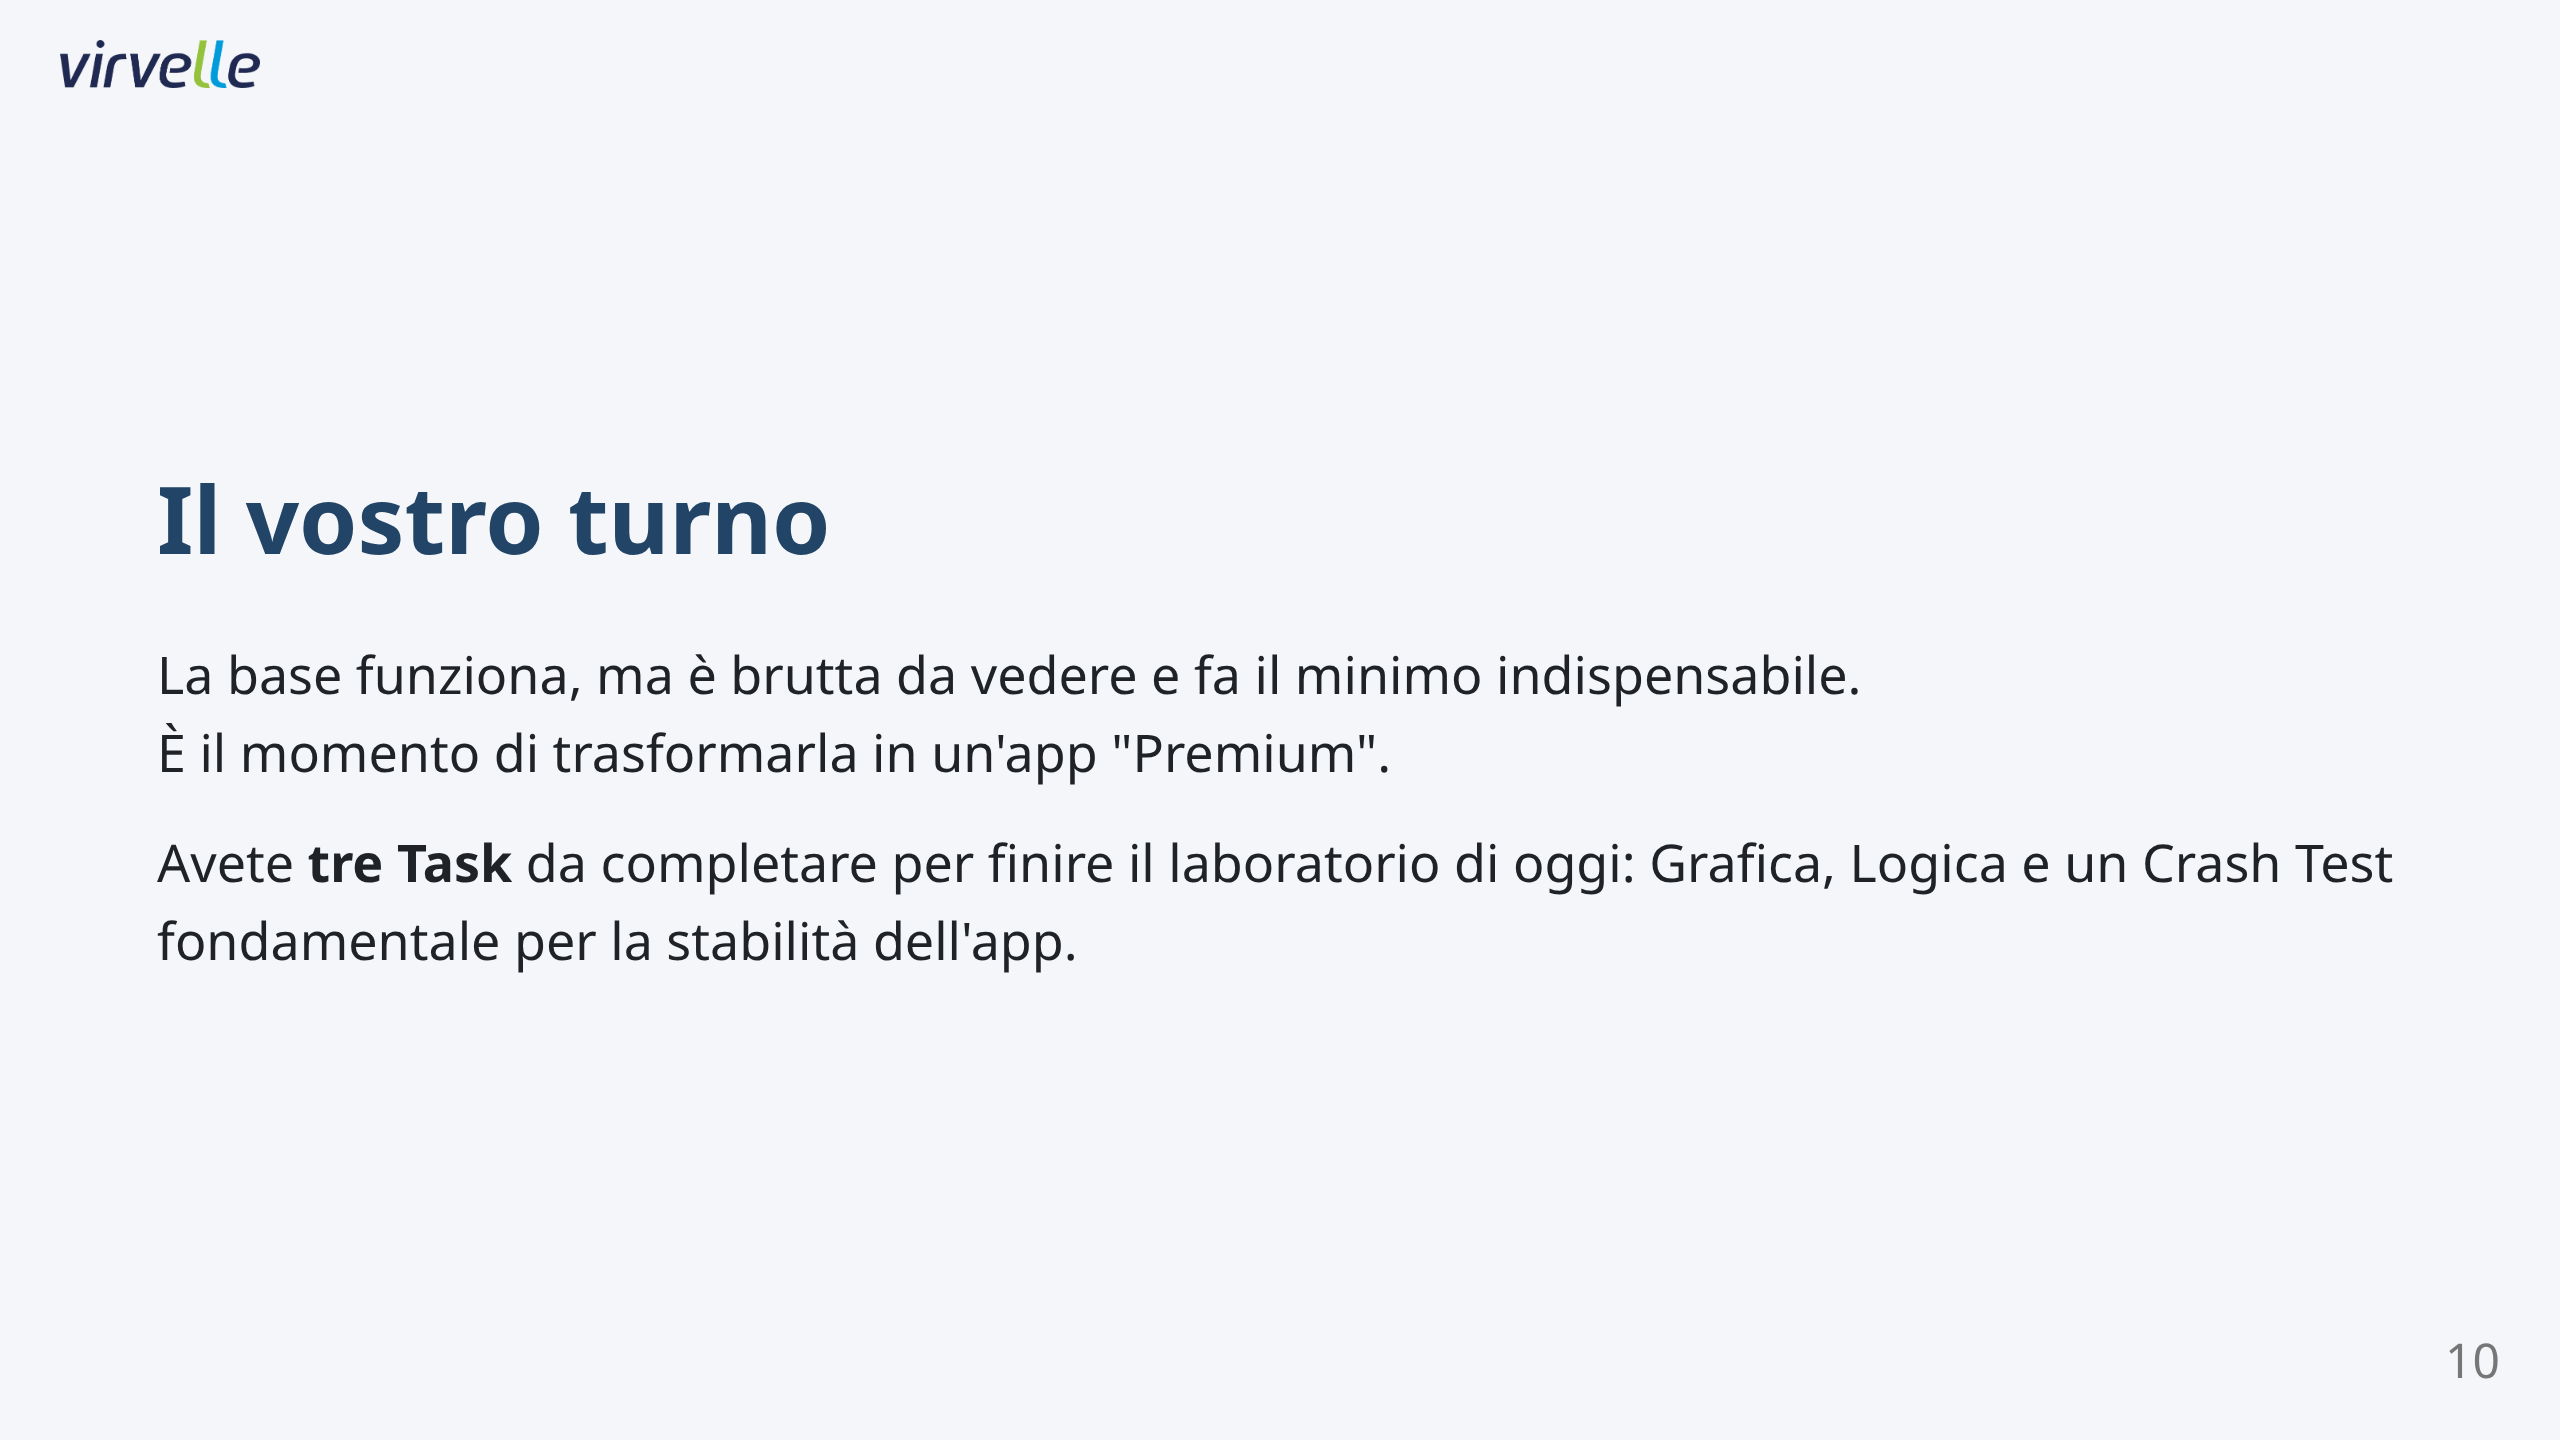 virvelle
Il vostro turno
La base funziona, ma è brutta da vedere e fa il minimo indispensabile.
È il momento di trasformarla in un'app "Premium".
Avete tre Task da completare per finire il laboratorio di oggi: Grafica, Logica e un Crash Test
fondamentale per la stabilità dell'app.
10